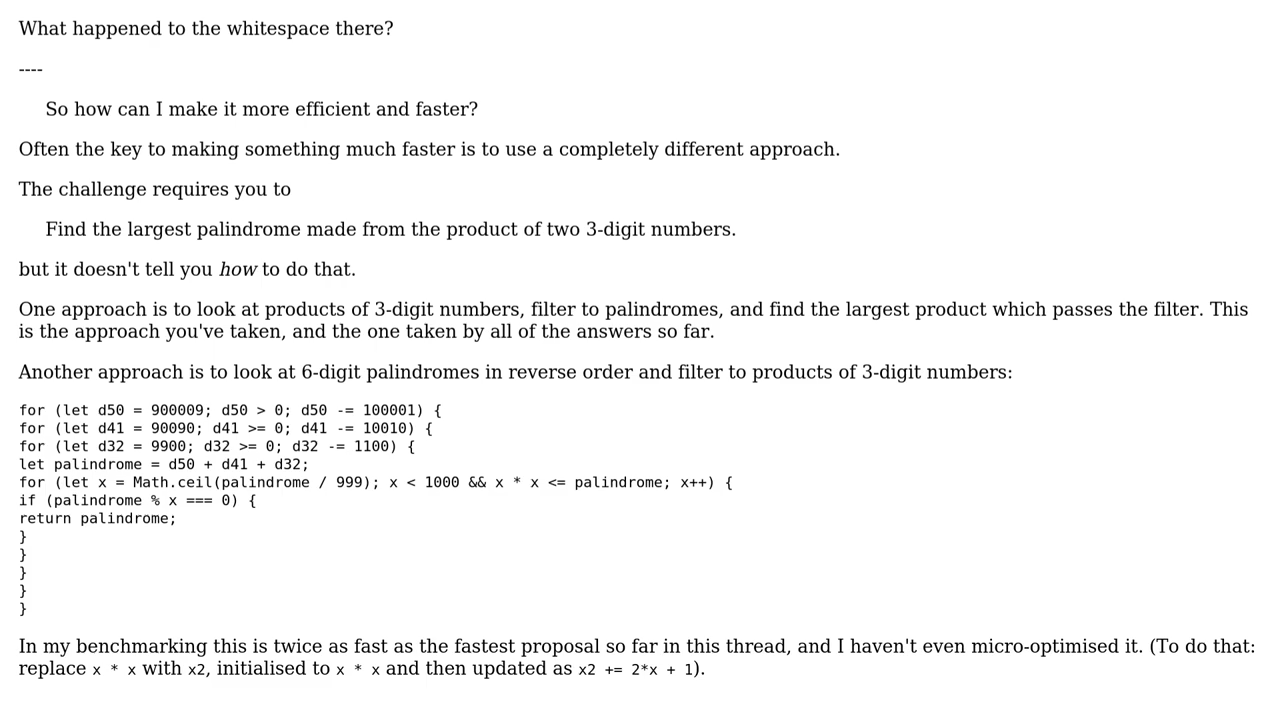 What happened to the whitespace there?
----
So how can I make it more efficient and faster?
Often the key to making something much faster is to use a completely different approach.
The challenge requires you to
Find the largest palindrome made from the product of two 3-digit numbers.
but it doesn't tell you how to do that.
One approach is to look at products of 3-digit numbers, filter to palindromes, and find the largest product which passes the filter. This
is the approach you've taken, and the one taken by all of the answers so far.
Another approach is to look at 6-digit palindromes in reverse order and filter to products of 3-digit numbers:
for (let d50 = 900009; d50 > 0; d50 -= 100001) {
for (let d41 = 90090; d41 >= 0; d41 -= 10010) {
for (let d32 = 9900; d32 >= 0; d32 -= 1100) {
let palindrome = d50 + d41 + d32;
for (let x = Math.ceil(palindrome / 999); x < 1000 && x * x <= palindrome; x++) {
if (palindrome % x === 0) {
return palindrome;
}
}
}
}
}
In my benchmarking this is twice as fast as the fastest proposal so far in this thread, and I haven't even micro-optimised it. (To do that:
replace x * x with x2, initialised to x * x and then updated as x2 += 2*x + 1).